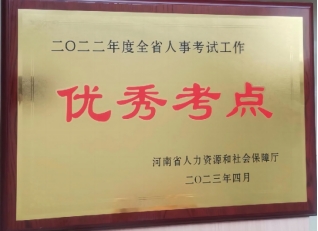 二〇二二年度全省人事考试工作
优秀考点
河南省人力资源和社会保障厅
二〇二三年四月